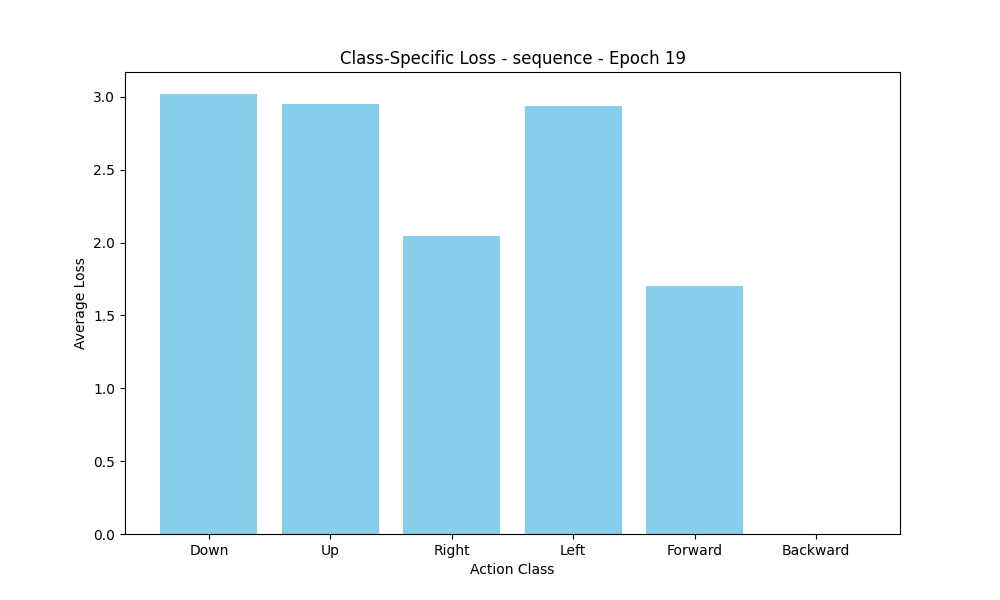 Class-Specific Loss - sequence - Epoch 19
3.0
2.5
2.0
1.5
1.0
0.5
0.0
Average Loss
Down Up Right Left Forward Backward
Action Class